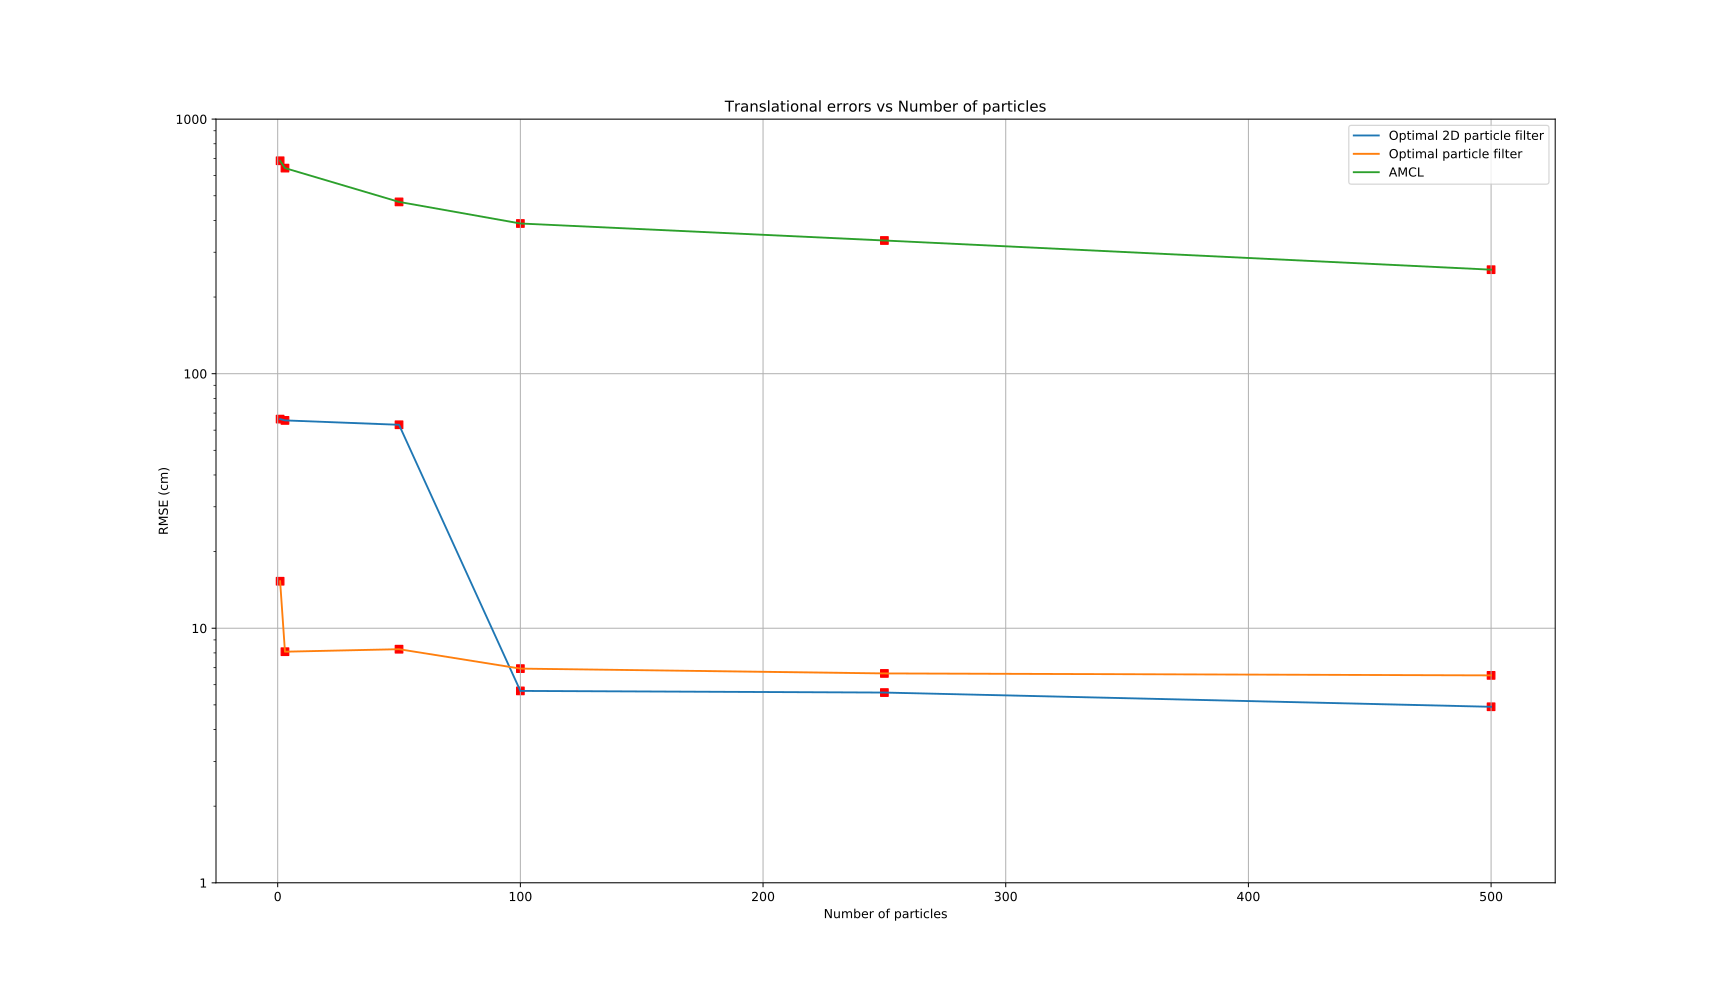 Translational errors vs Number of particles
1000
100
10
1
RMSE (cm)
Optimal 2D particle filter
Optimal particle filter
AMCL
0 100 200 300 400 500
Number of particles